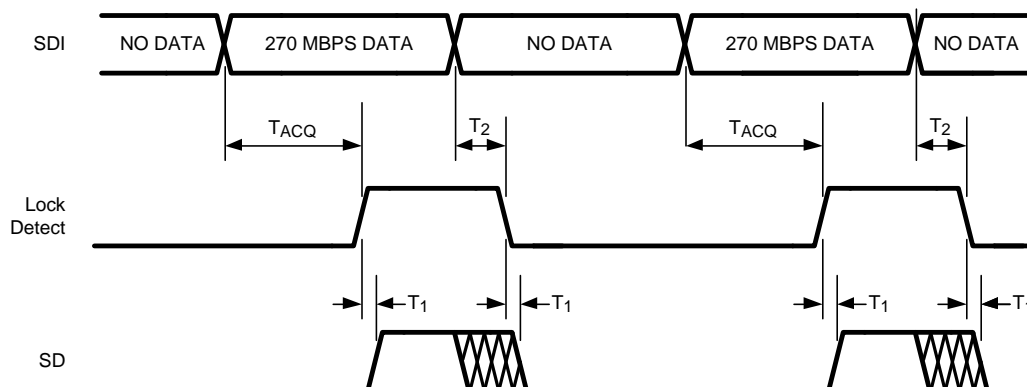 SDI
NO DATA
270 MBPS DATA
NO DATA
270 MBPS DATA
NO DATA
TACQ
T2
TACQ
T2
Lock
Detect
T1
T1
T1
SD